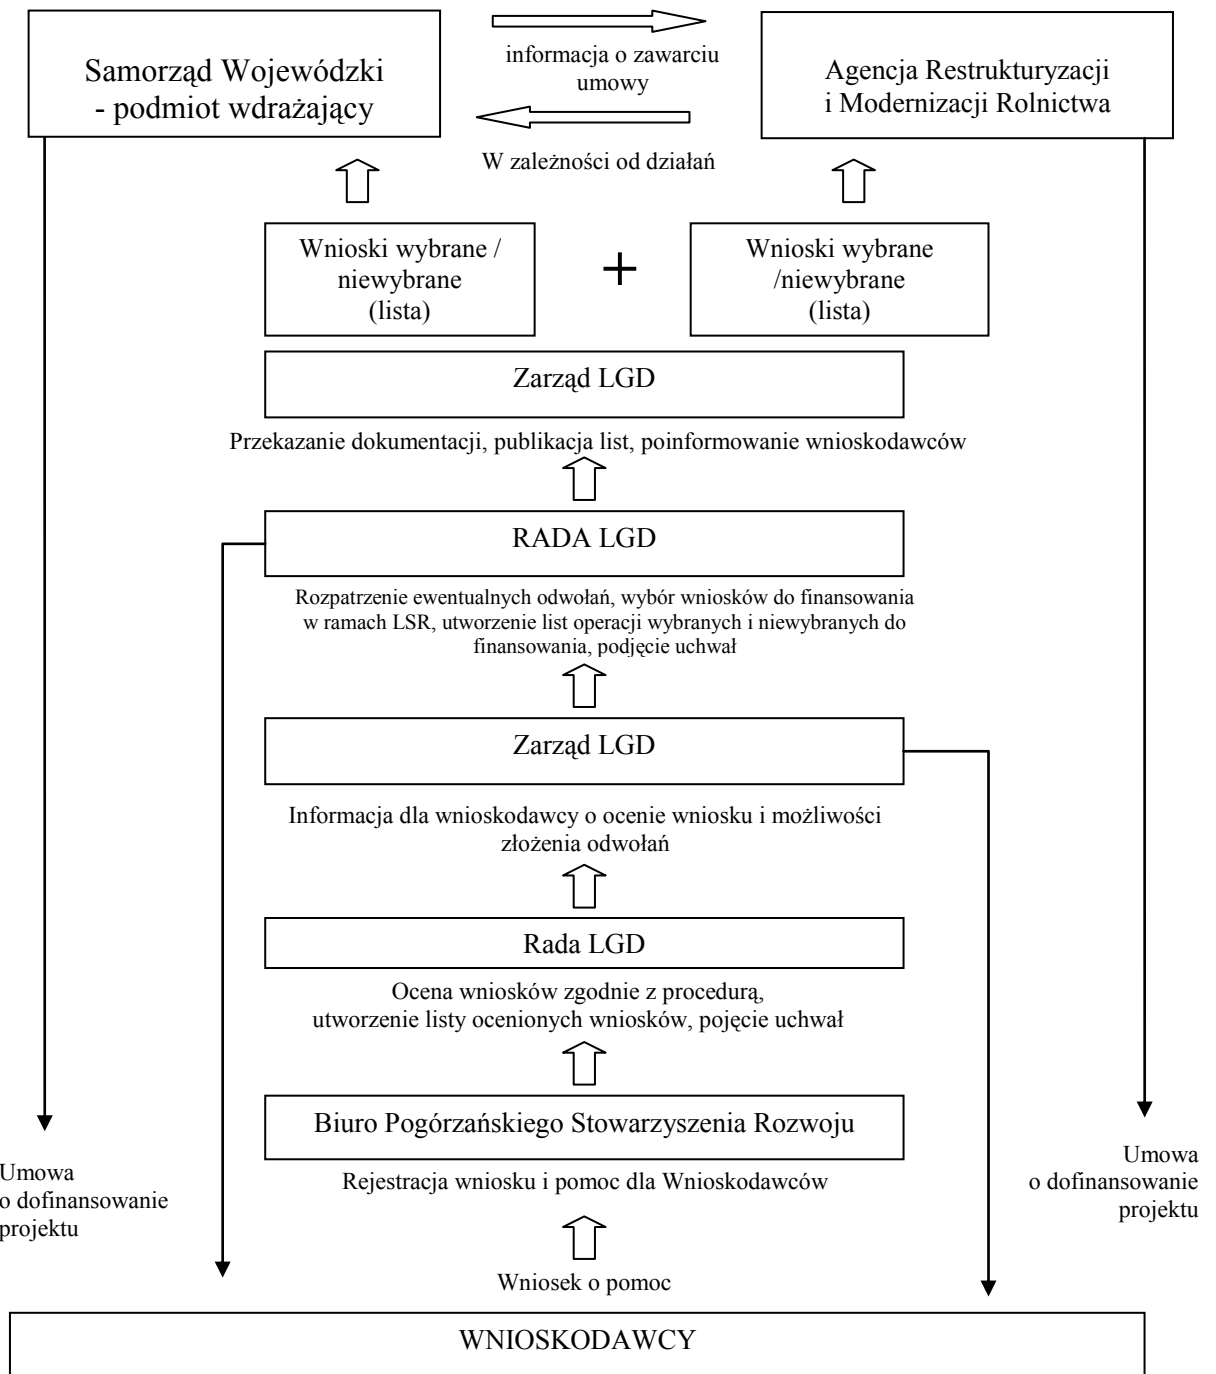 Samorząd Wojewódzki
- podmiot wdrażający
informacja o zawarciu
umowy
W zależności od działań
Agencja Restrukturyzacji
i Modernizacji Rolnictwa
Wnioski wybrane /
niewybrane
(lista)
+
Wnioski wybrane
/niewybrane
(lista)
Zarząd LGD
Przekazanie dokumentacji, publikacja list, poinformowanie wnioskodawców
RADA LGD
Rozpatrzenie ewentualnych odwołań, wybór wniosków do finansowania
w ramach LSR, utworzenie list operacji wybranych i niewybranych do
finansowania, podjęcie uchwał
Zarząd LGD
Informacja dla wnioskodawcy o ocenie wniosku i możliwości
złożenia odwołań
Rada LGD
Ocena wniosków zgodnie z procedurą,
utworzenie listy ocenionych wniosków, pojęcie uchwał
Biuro Pogórzańskiego Stowarzyszenia Rozwoju
Rejestracja wniosku i pomoc dla Wnioskodawców
Umowa
o dofinansowanie
projektu
Umowa
o dofinansowanie
projektu
Wniosek o pomoc
WNIOSKODAWCY